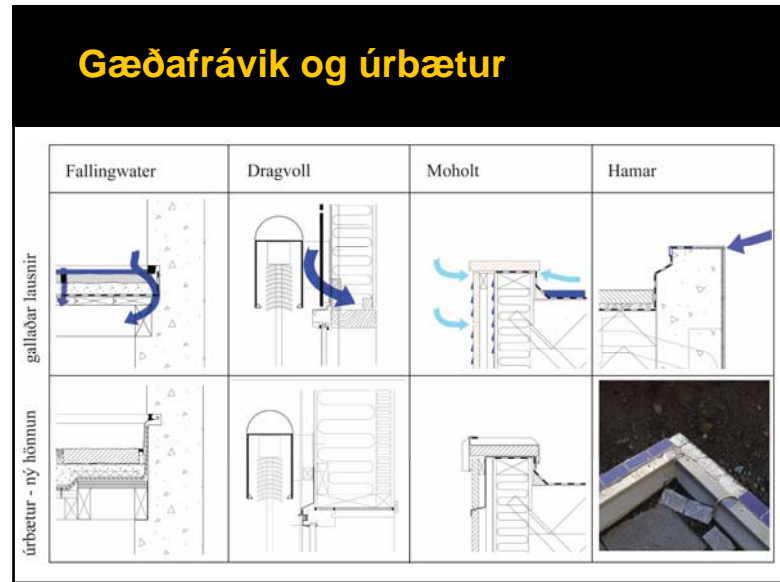 Gæðafrávik og úrbætur
Fallingwater
Dragvoll
Moholt
Hamar
gallaðar lausnir
úrbætur - ný hönnun